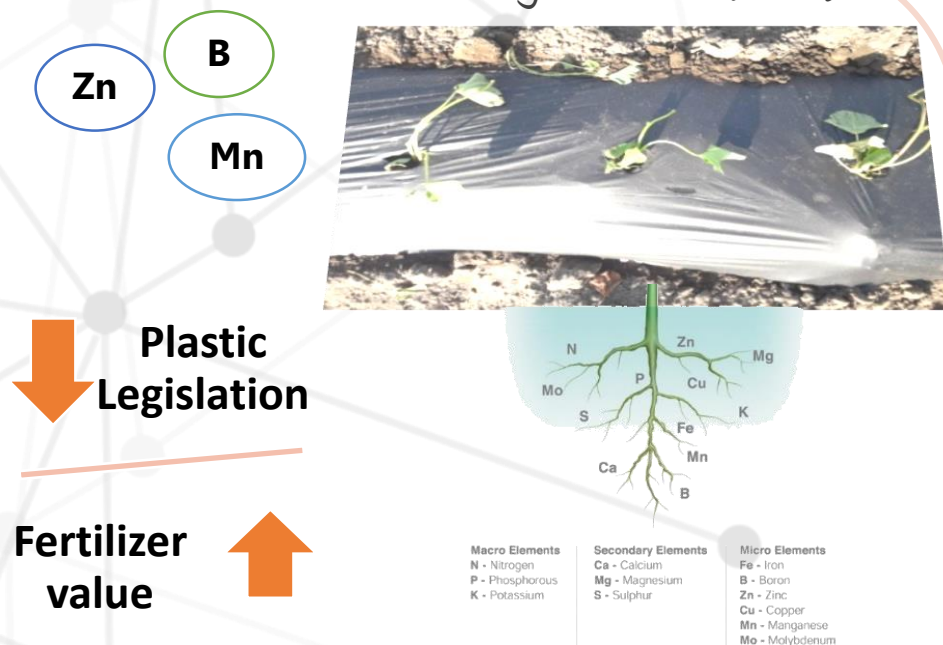 B
Zn
Mn
Plastic
Legislation
Fertilizer
value
N
Zn
Mg
Mo
P
Cu
S
K
Fe
Mn
Ca
B
Macro Elements
N - Nitrogen
P - Phosphorous
K - Potassium
Secondary Elements
Ca - Calcium
Mg - Magnesium
S - Sulphur
Micro Elements
Fe - Iron
B - Boron
Zn - Zinc
Cu - Copper
Mn - Manganese
Mo - Molybdenum